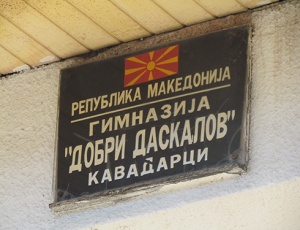 РЕПУБЛИКА МАКЕДОНИЈА
ГИМНАЗИЈА
"ДОБРИ ДАСКАЛОВ"
КАВАДАРЦИ